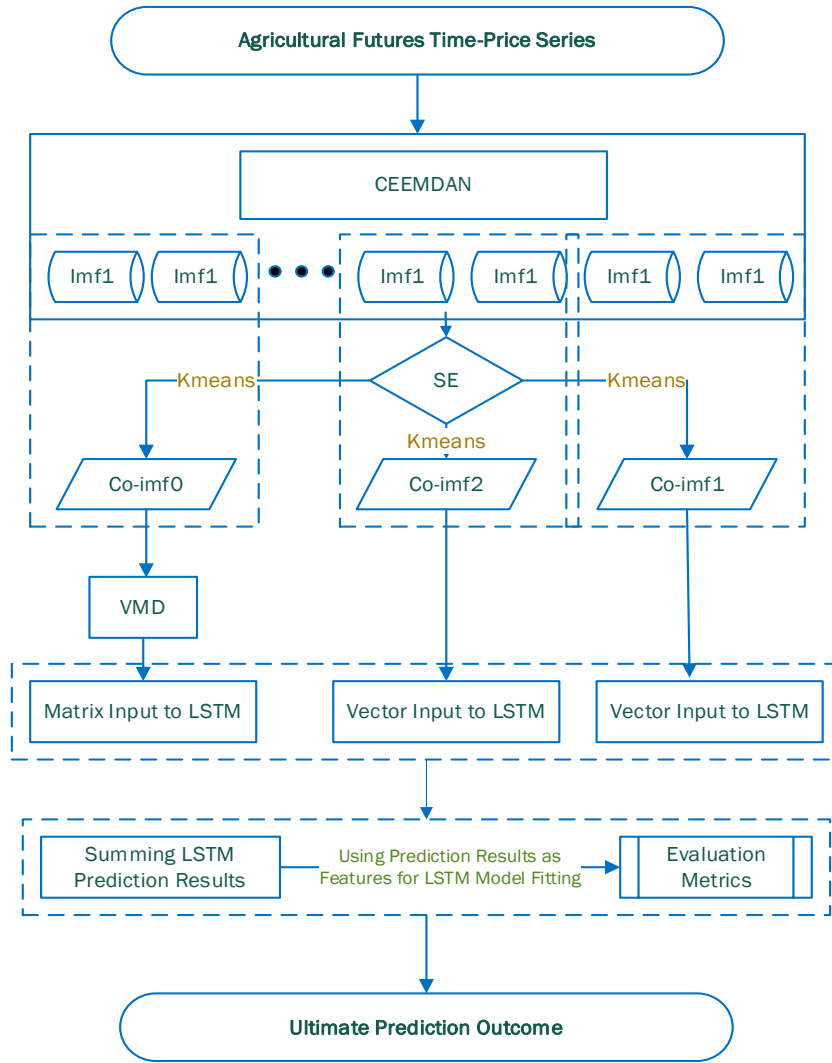 Agricultural Futures Time-Price Series
CEEMDAN
Imf1
Imf1
Imf1
Imf1
Imf1
Imf1
SE
Kmeans
Kmeans
Kmeans
Co-imf0
Co-imf2
Co-imf1
VMD
Matrix Input to LSTM
Vector Input to LSTM
Vector Input to LSTM
Summing LSTM
Prediction Results
Using Prediction Results as
Features for LSTM Model Fitting
Evaluation
Metrics
Ultimate Prediction Outcome